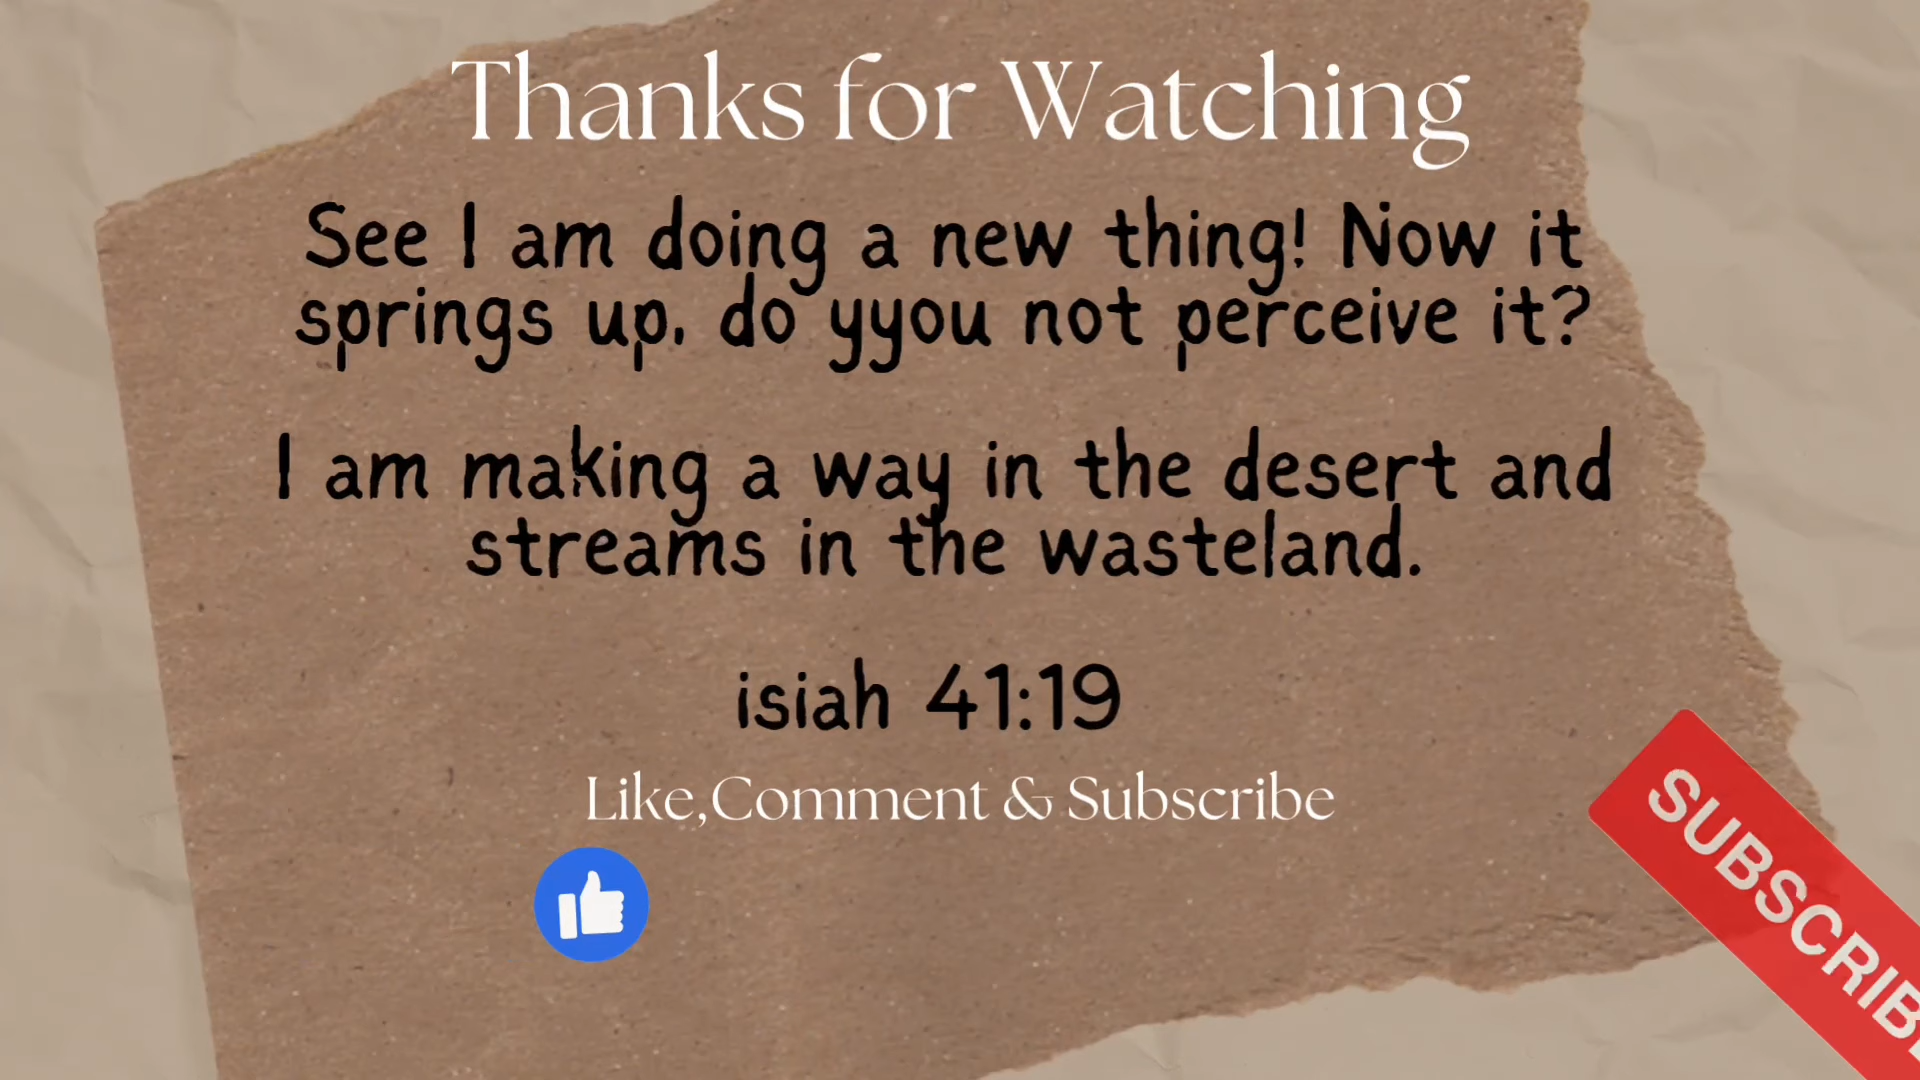 Thanks for Watching
See I am doing a new thing! Now it
springs up, do yyou not perceive it?
I am making a way in the desert and
streams in the wasteland.
isiah 41:19
Like,Comment & Subscribe
SUBSCRIBE